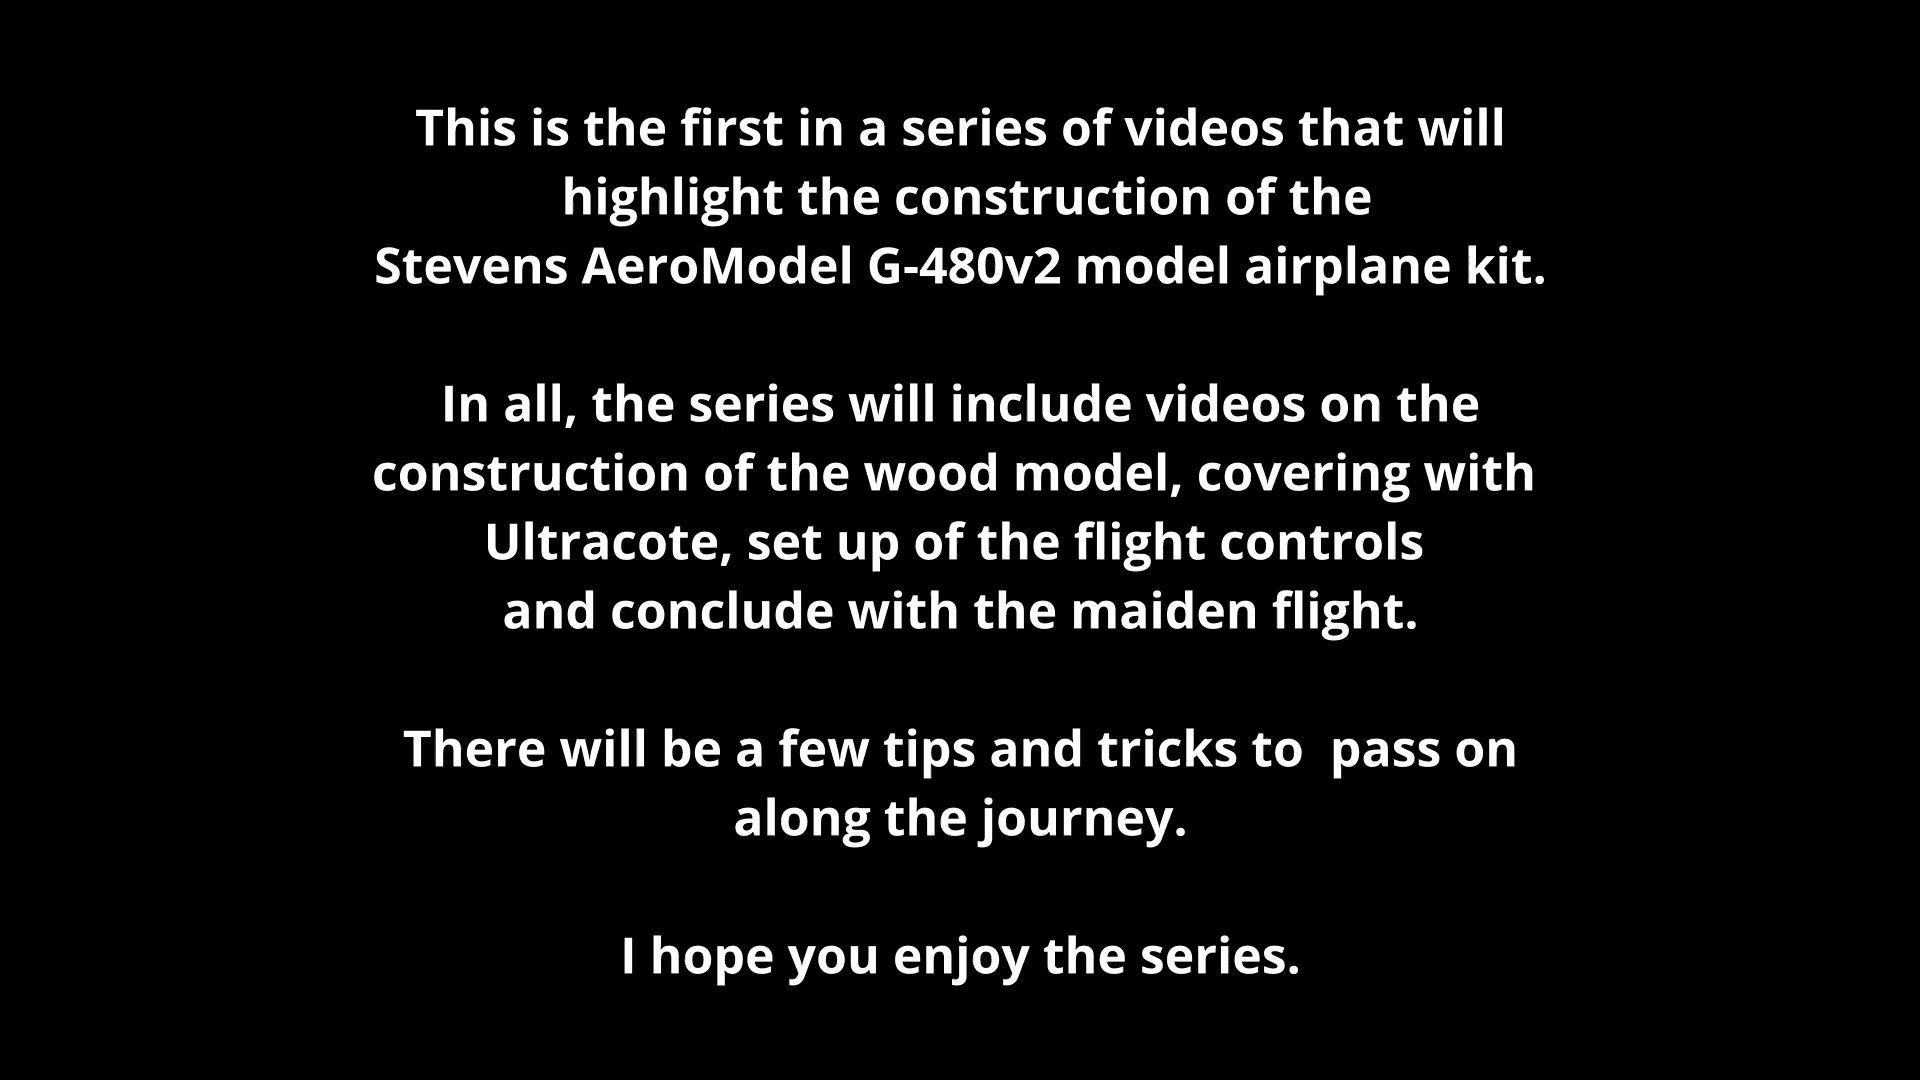 This is the first in a series of videos that will
highlight the construction of the
Stevens AeroModel G-480v2 model airplane kit.
In all, the series will include videos on the
construction of the wood model, covering with
Ultracote, set up of the flight controls
and conclude with the maiden flight.
There will be a few tips and tricks to  pass on
along the journey.
I hope you enjoy the series.